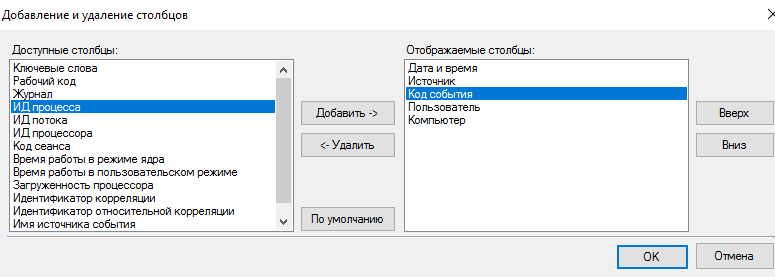 Добавление и удаление столбцов
Доступные столбцы:
Ключевые слова
Рабочий код
Журнал
ИД процесса
ИД потока
ИД процессора
Код сеанса
Время работы в режиме ядра
Время работы в пользовательском режиме
Загруженность процессора
Идентификатор корреляции
Идентификатор относительной корреляции
Имя источника события
Добавить ->
<- Удалить
По умолчанию
Отображаемые столбцы:
Дата и время
Источник
Код события
Пользователь
Компьютер
Вверх
Вниз
OK
Отмена